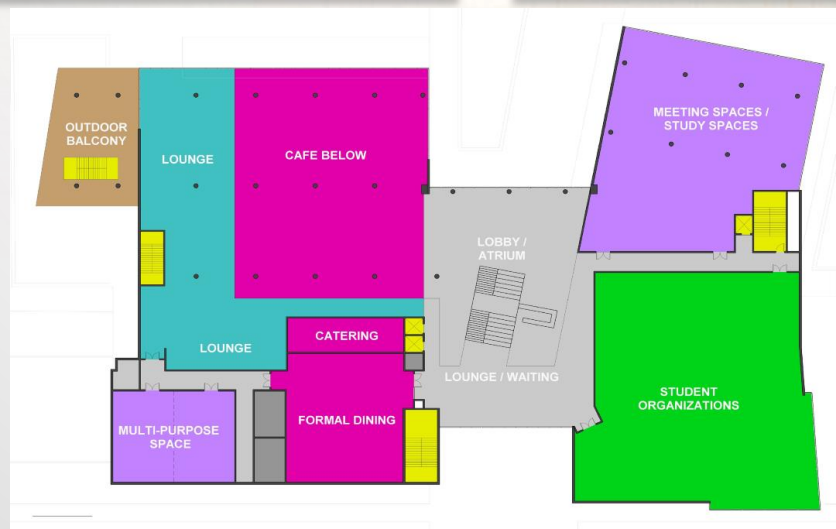 OUTDOOR
BALCONY
LOUNGE
CAFE BELOW
MEETING SPACES /
STUDY SPACES
LOBBY /
ATRIUM
LOUNGE
CATERING
LOUNGE / WAITING
MULTI-PURPOSE
SPACE
FORMAL DINING
STUDENT
ORGANIZATIONS